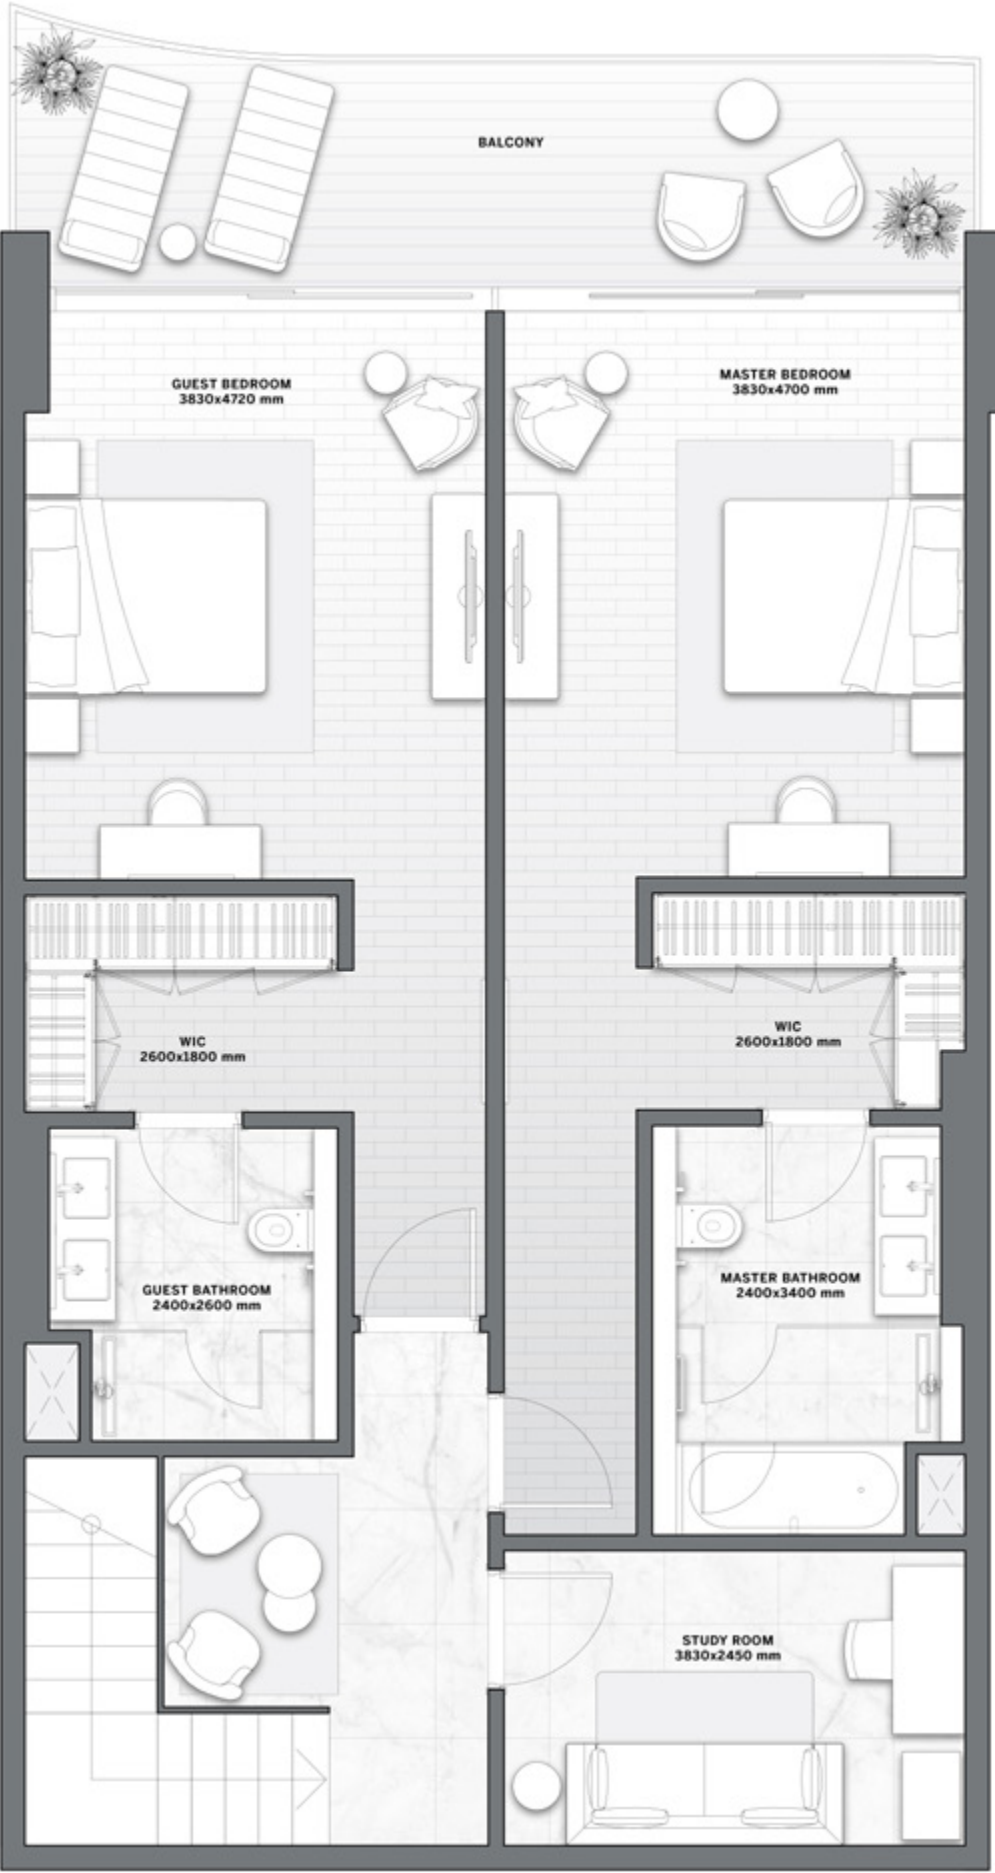 BALCONY
GUEST BEDROOM
3830x4720 mm
MASTER BEDROOM
3830x4700 mm
WIC
2600x1800 mm
WIC
2600x1800 mm
GUEST BATHROOM
2400x2600 mm
MASTER BATHROOM
2400x3400 mm
STUDY ROOM
3830x2450 mm